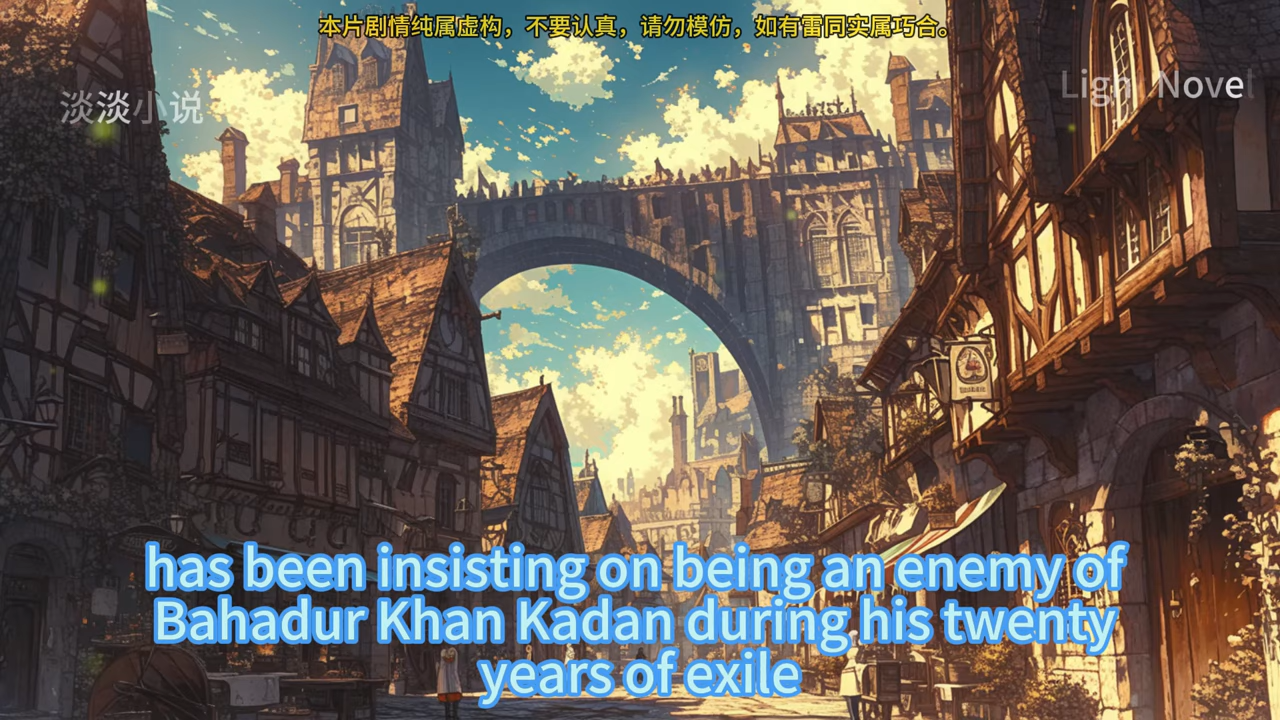 本片剧情纯属虚构，不要认真，请勿模仿，如有雷同实属巧合。
淡淡小说
Light Novel
has been insisting on being an enemy of
Bahadur Khan Kadan during his twenty
years of exile